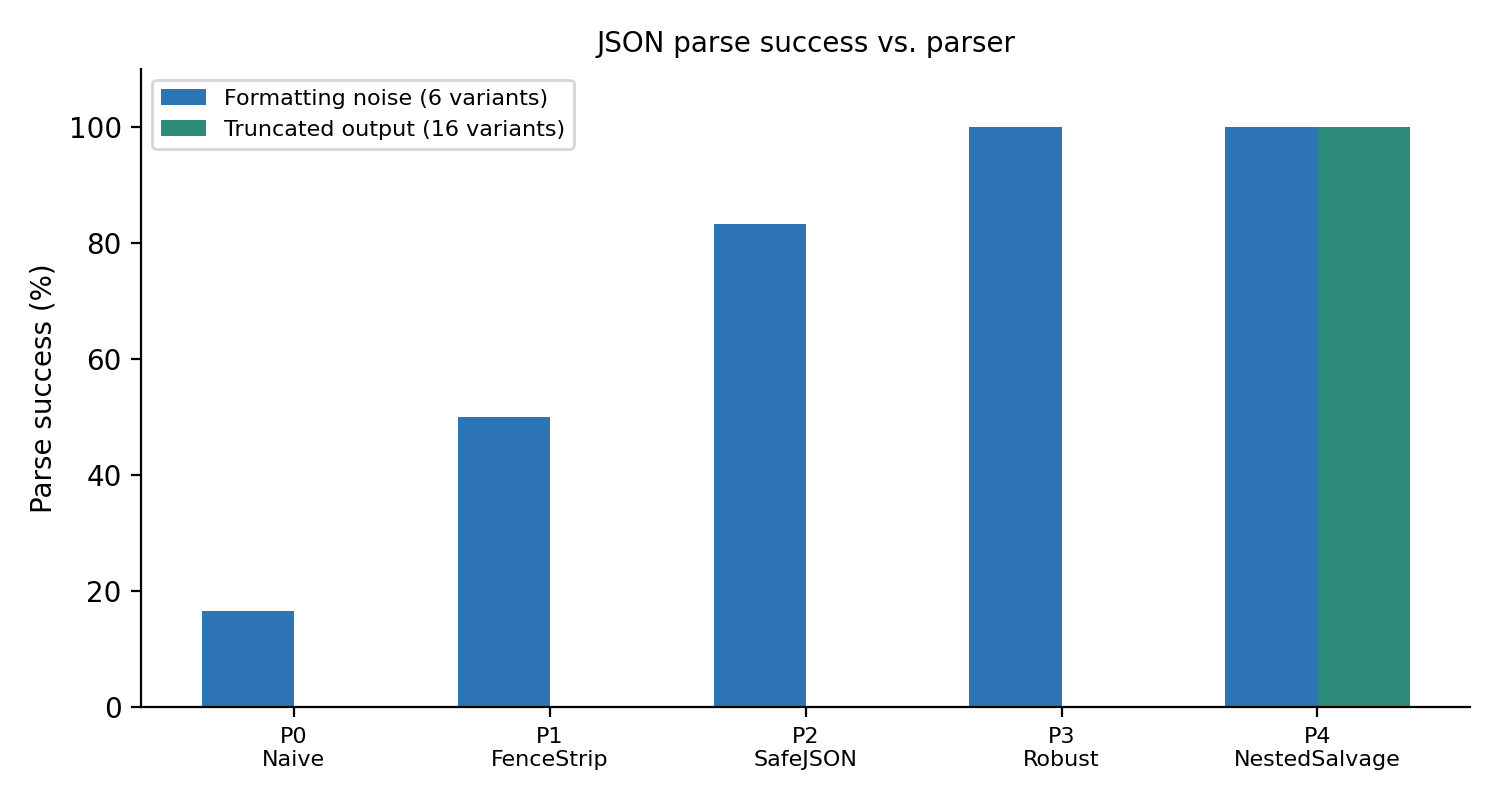 JSON parse success vs. parser
Formatting noise (6 variants)
Truncated output (16 variants)
Parse success (%)
100
80
60
40
20
0
P0
Naive
P1
FenceStrip
P2
SafeJSON
P3
Robust
P4
NestedSalvage